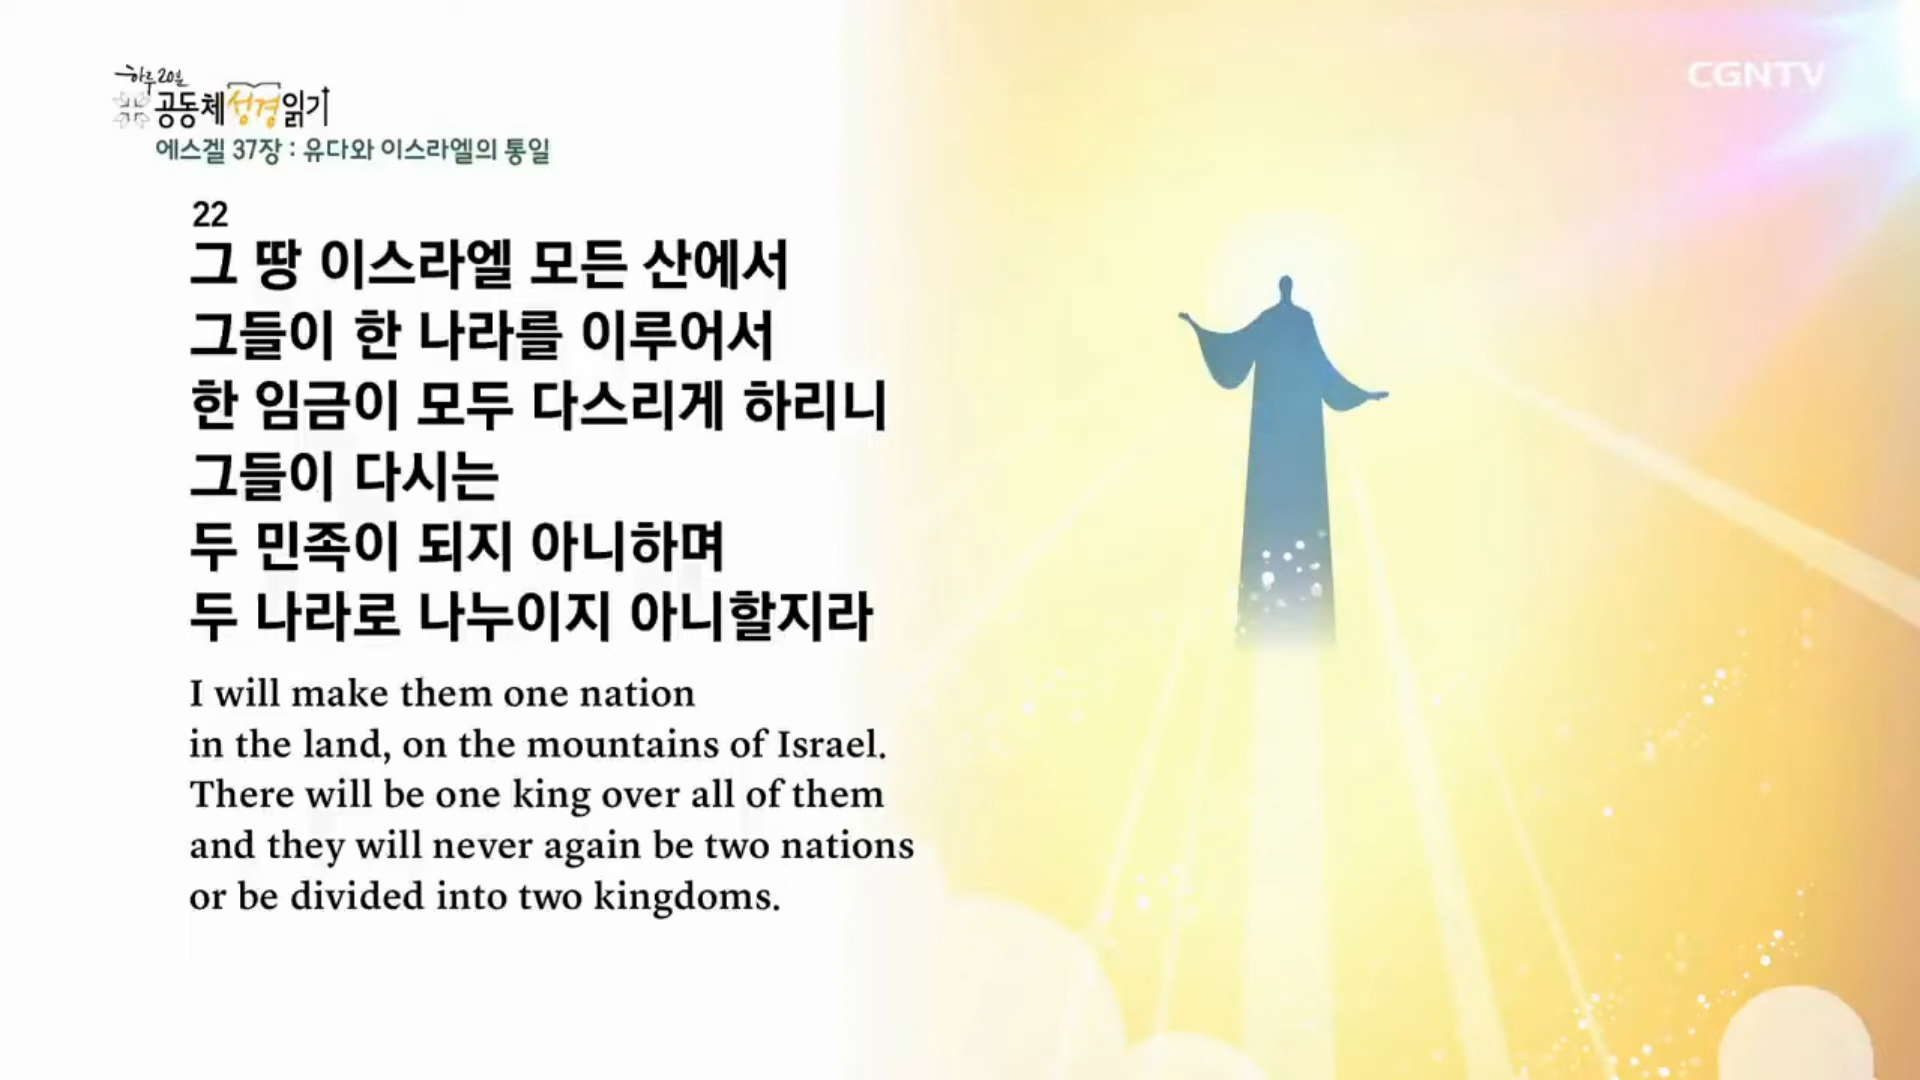 하루 20분
공동체성경읽기
CGNTV
에스겔 37장 : 유다와 이스라엘의 통일
22
그 땅 이스라엘 모든 산에서
그들이 한 나라를 이루어서
한 임금이 모두 다스리게 하리니
그들이 다시는
두 민족이 되지 아니하며
두 나라로 나누이지 아니할지라
I will make them one nation
in the land, on the mountains of Israel.
There will be one king over all of them
and they will never again be two nations
or be divided into two kingdoms.